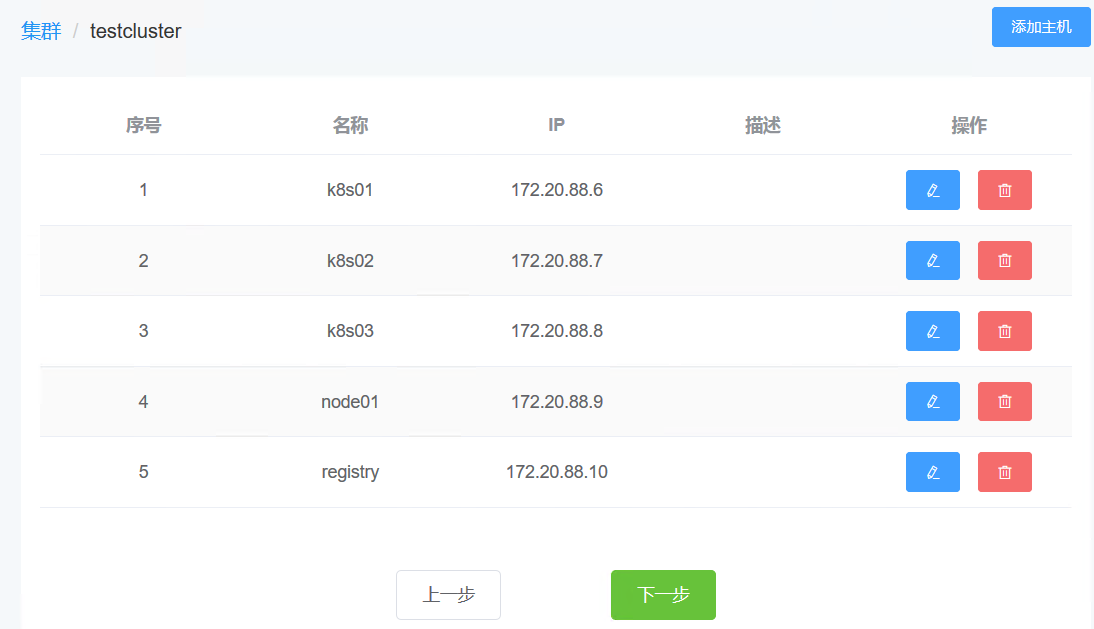 集群 / testcluster 添加主机
序号 名称 IP 描述 操作
1 k8s01 172.20.88.6
2 k8s02 172.20.88.7
3 k8s03 172.20.88.8
4 node01 172.20.88.9
5 registry 172.20.88.10
上一步 下一步